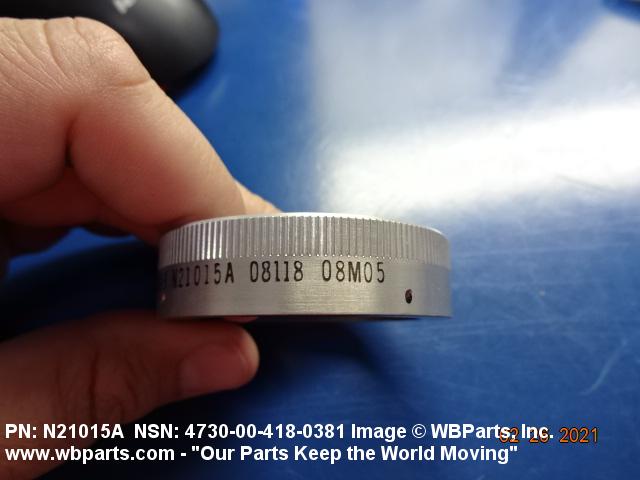 N21015A 08118 08M05
PN: N21015A NSN: 4730-00-418-0381 Image © WBParts, Inc.
www.wbparts.com - "Our Parts Keep the World Moving"
2021